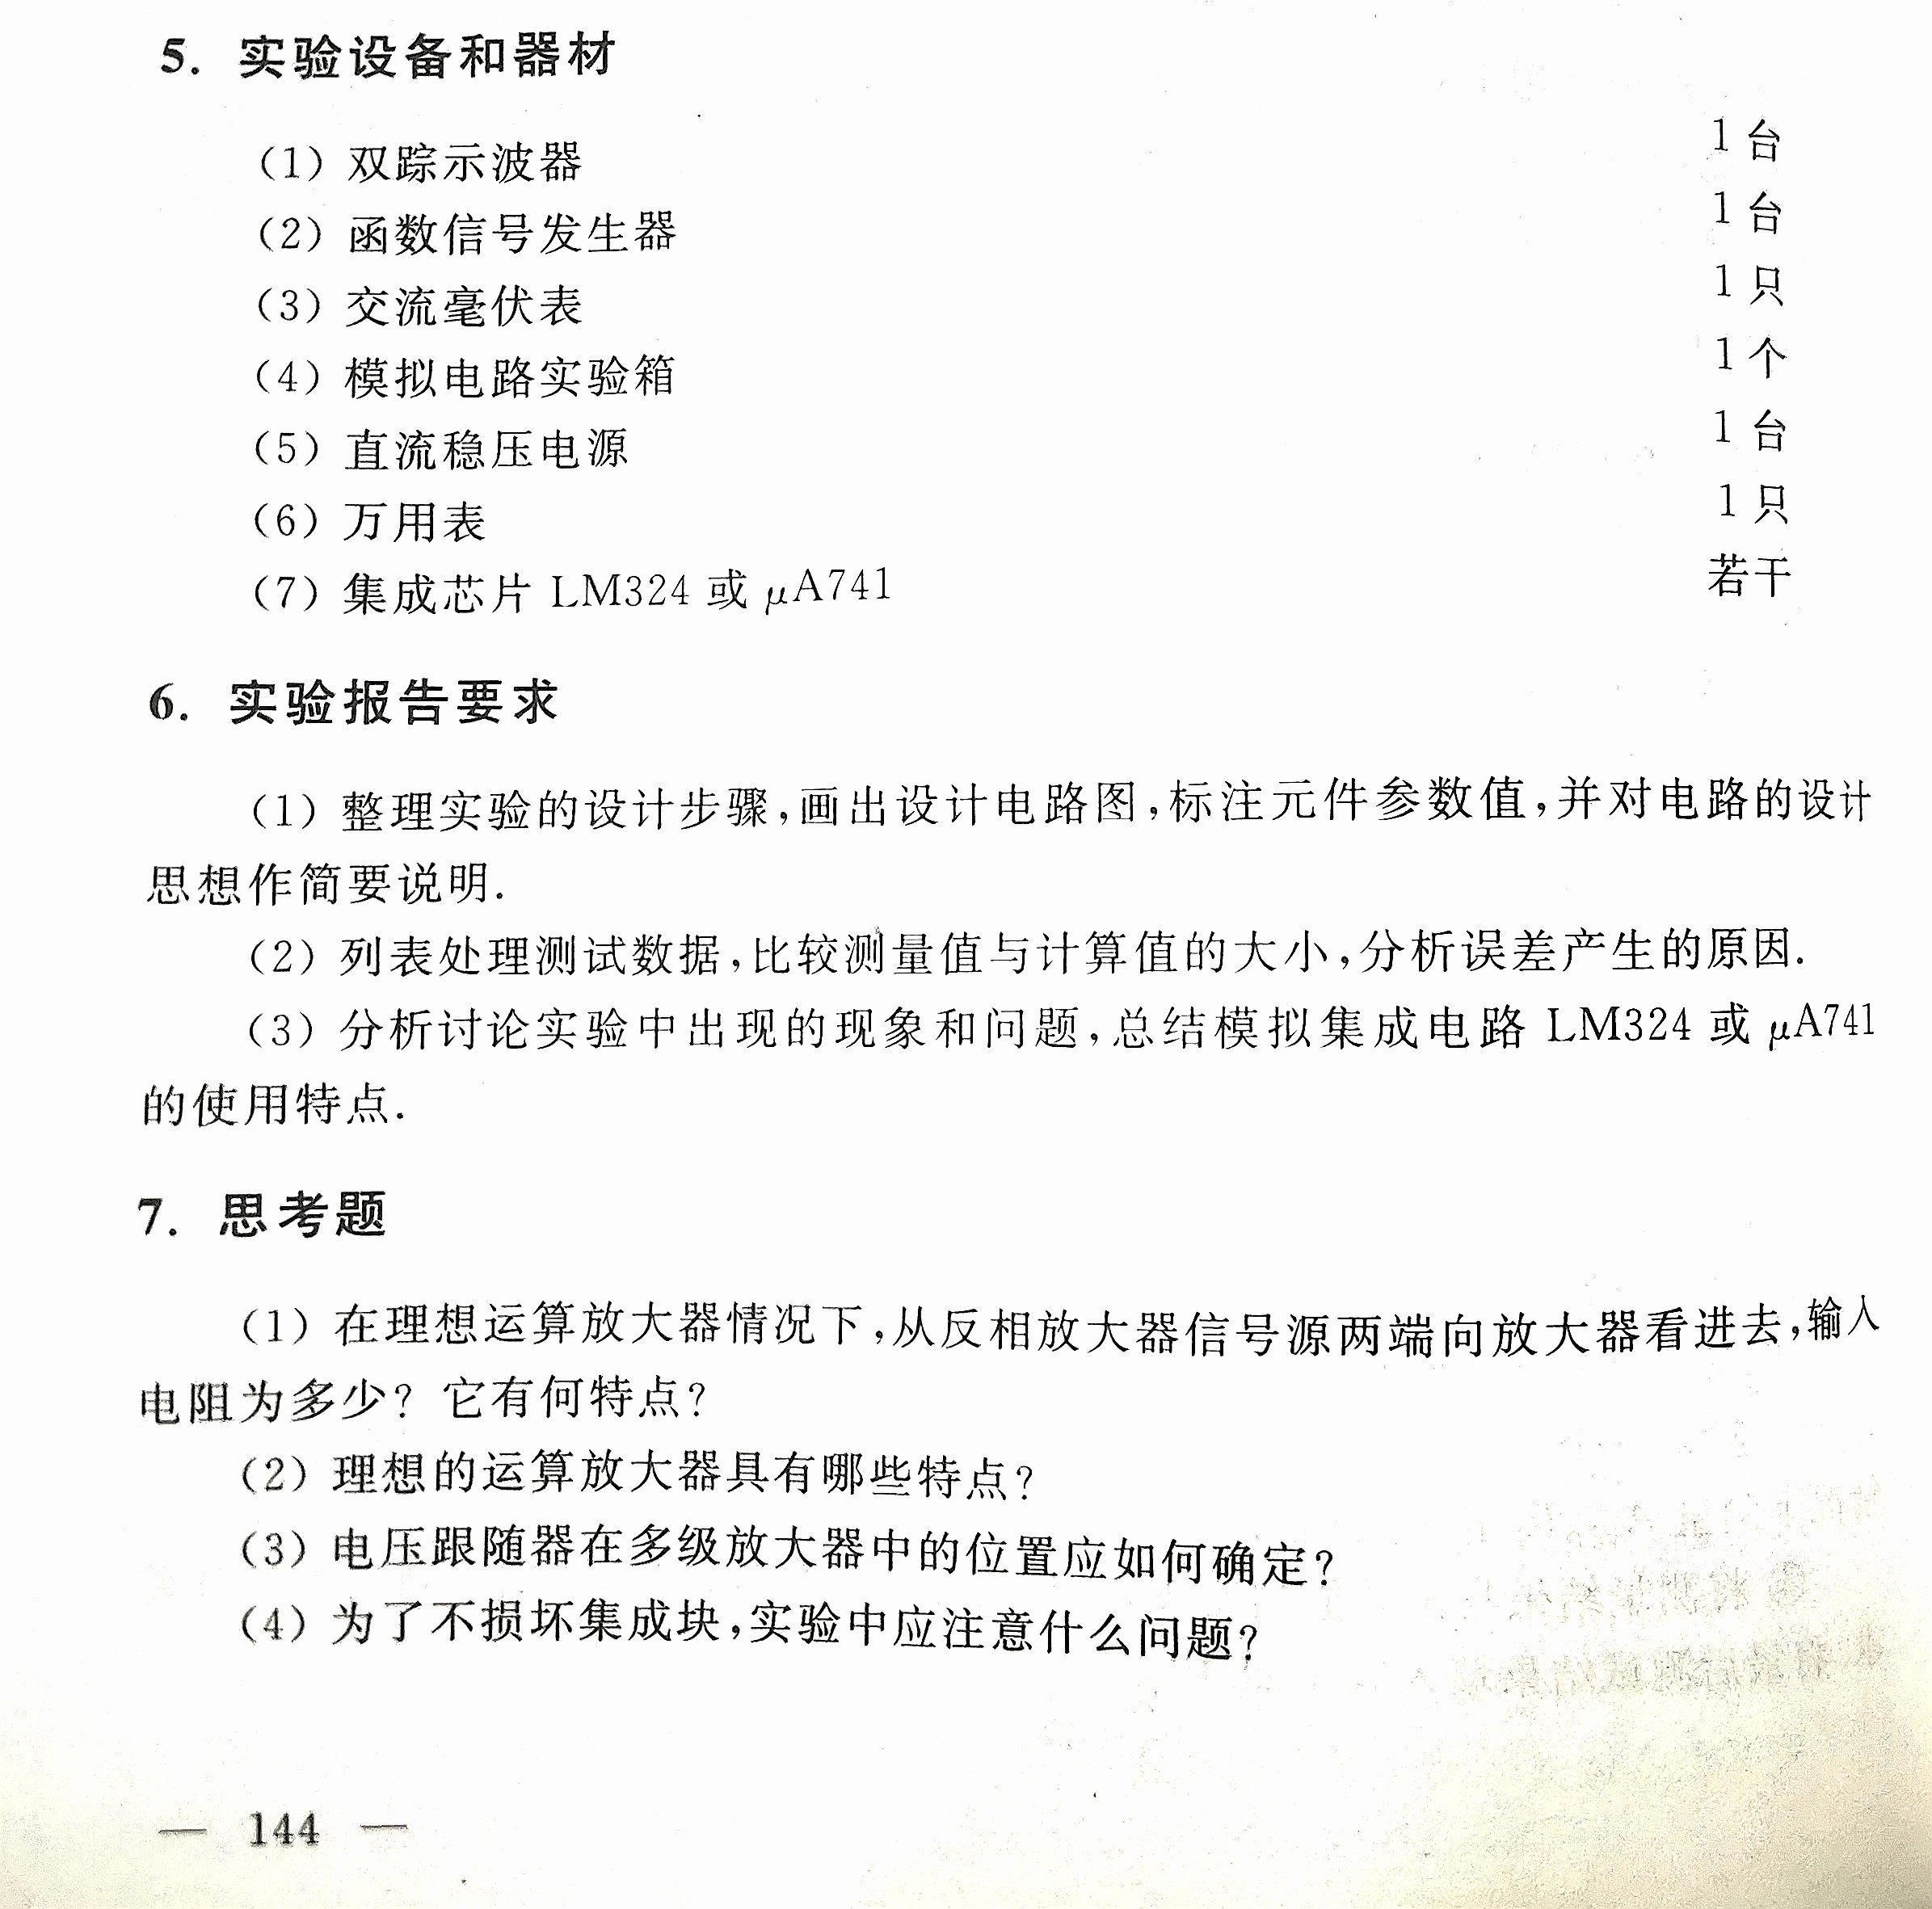 5. 实验设备和器材
(1) 双踪示波器 1 台
(2) 函数信号发生器 1 台
(3) 交流毫伏表 1 只
(4) 模拟电路实验箱 1 个
(5) 直流稳压电源 1 台
(6) 万用表 1 只
(7) 集成芯片 LM324 或 μA741 若干
6. 实验报告要求
(1) 整理实验的设计步骤,画出设计电路图,标注元件参数值,并对电路的设计
思想作简要说明.
(2) 列表处理测试数据,比较测量值与计算值的大小,分析误差产生的原因.
(3) 分析讨论实验中出现的现象和问题,总结模拟集成电路 LM324 或 μA741
的使用特点.
7. 思考题
(1) 在理想运算放大器情况下,从反相放大器信号源两端向放大器看进去,输入
电阻为多少? 它有何特点?
(2) 理想的运算放大器具有哪些特点?
(3) 电压跟随器在多级放大器中的位置应如何确定?
(4) 为了不损坏集成块,实验中应注意什么问题?
— 144 —